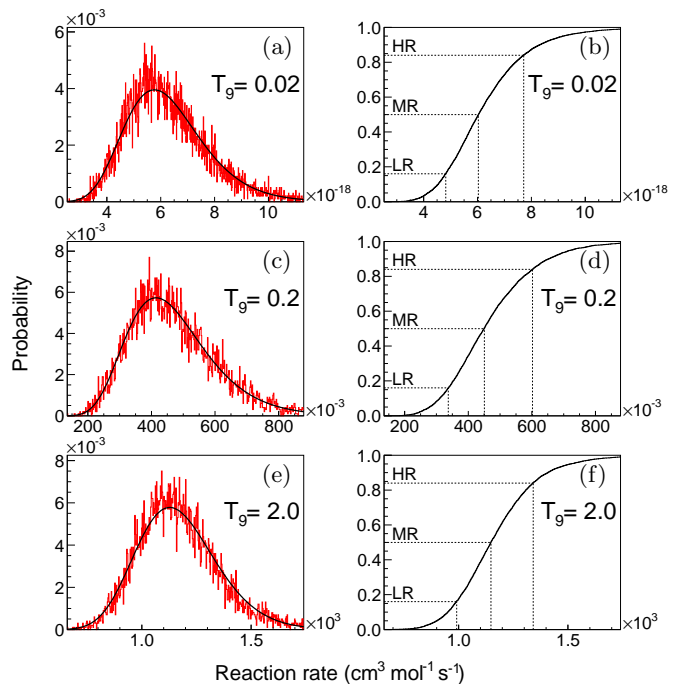 ×10⁻³
6
4
2
0
(a)
T₉= 0.02
4 6 8 10
×10⁻¹⁸
1.0
0.8
0.6
0.4
0.2
0.0
HR
MR
LR
(b)
T₉= 0.02
4 6 8 10
×10⁻¹⁸
×10⁻³
8
6
4
2
0
(c)
T₉= 0.2
200 400 600 800
×10⁻³
1.0
0.8
0.6
0.4
0.2
0.0
HR
MR
LR
(d)
T₉= 0.2
200 400 600 800
×10⁻³
×10⁻³
8
6
4
2
0
(e)
T₉= 2.0
1.0 1.5
×10³
1.0
0.8
0.6
0.4
0.2
0.0
HR
MR
LR
(f)
T₉= 2.0
1.0 1.5
×10³
Probability
Reaction rate (cm³ mol⁻¹ s⁻¹)